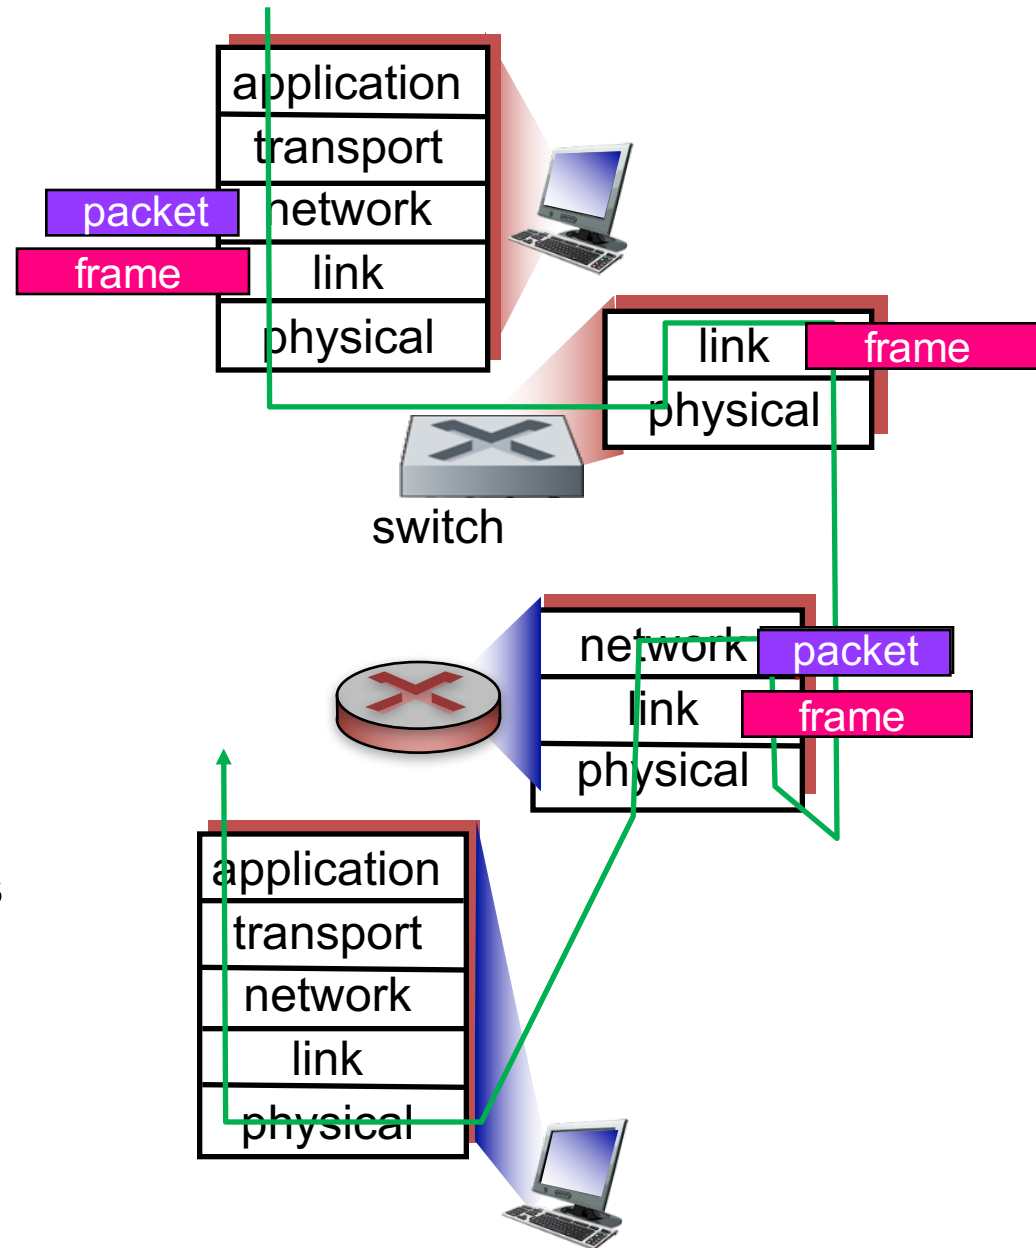 application
transport
packet network
frame link
physical
link frame
physical
switch
network packet
link frame
physical
application
s
transport
network
link
physical